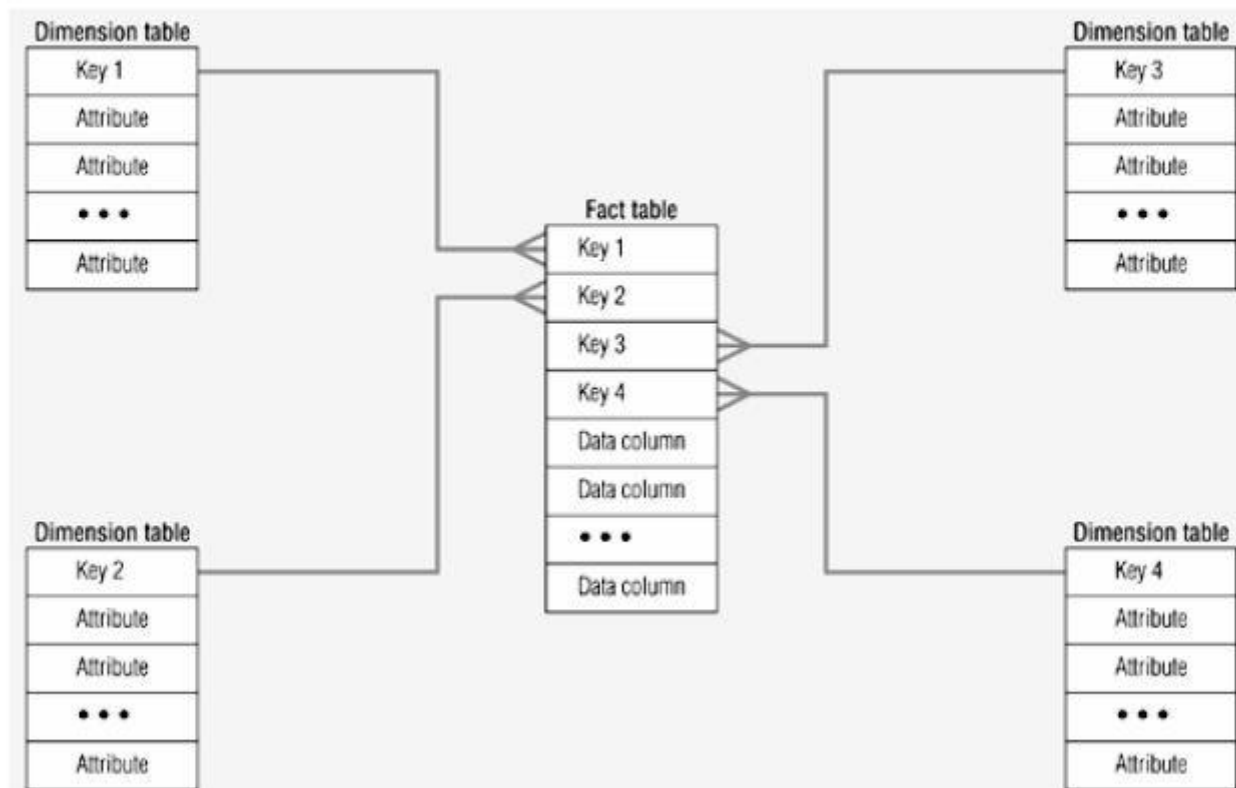 Dimension table
Key 1
Attribute
Attribute
•••
Attribute
Dimension table
Key 3
Attribute
Attribute
•••
Attribute
Fact table
Key 1
Key 2
Key 3
Key 4
Data column
Data column
•••
Data column
Dimension table
Key 2
Attribute
Attribute
•••
Attribute
Dimension table
Key 4
Attribute
Attribute
•••
Attribute